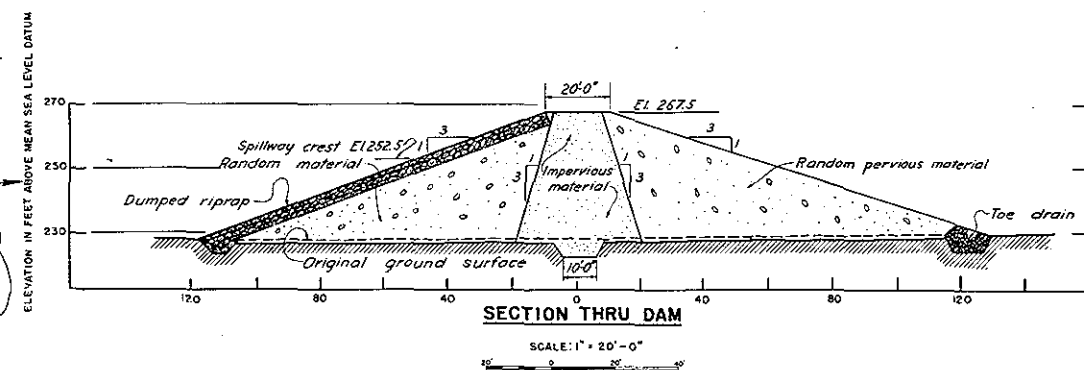 ELEVATION IN FEET ABOVE MEAN SEA LEVEL DATUM
270
250
230
20'-0"
El. 267.5
3
1
3
1
Spillway crest El 252.5
Random material
Dumped riprap
Impervious
material
1
3
1
3
Random pervious material
Toe drain
Original ground surface
10'-0"
120
80
40
0
40
80
120
SECTION THRU DAM
SCALE: 1" = 20'-0"
20'
0
20'
40'